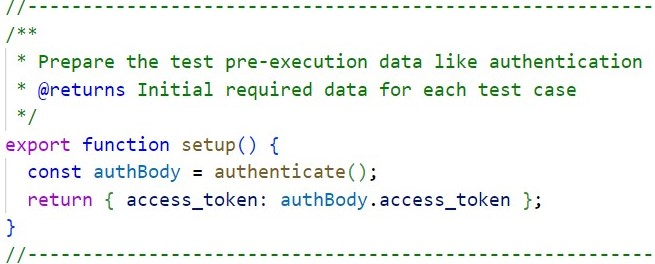 //----------------------------------------------------------------
/**
 * Prepare the test pre-execution data like authentication
 * @returns Initial required data for each test case
 */
export function setup() {
  const authBody = authenticate();
  return { access_token: authBody.access_token };
}
//----------------------------------------------------------------